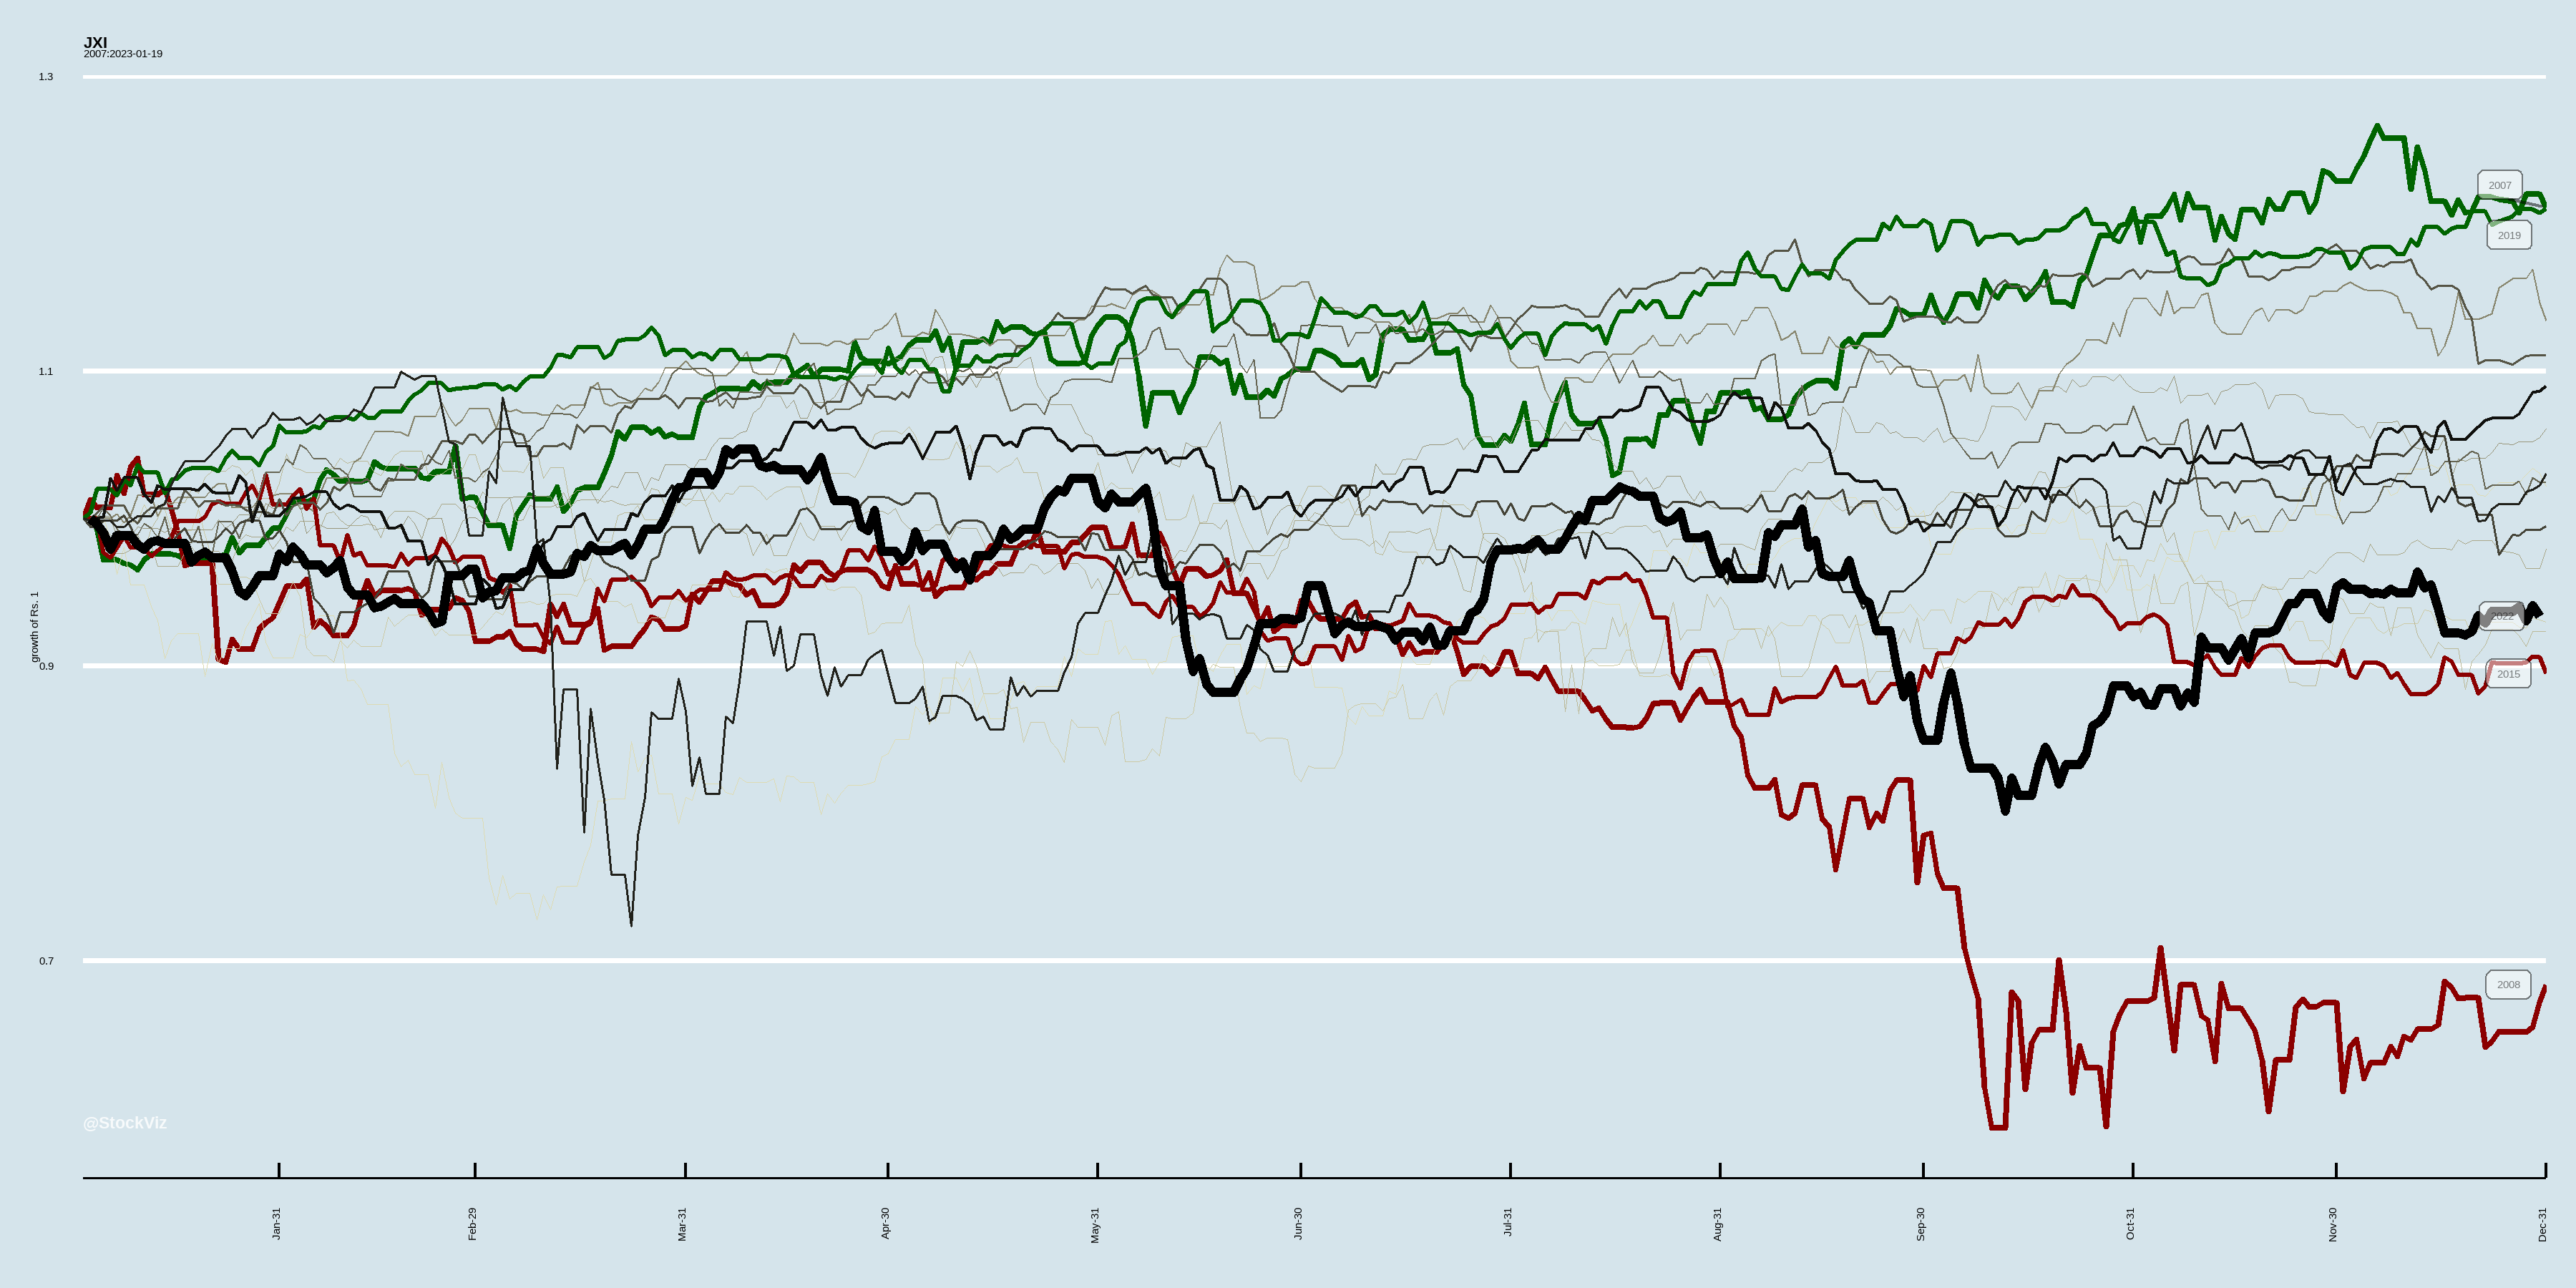 JXI
2007:2023-01-19
1.3
1.1
0.9
0.7
growth of Rs. 1
2007
2019
2022
2015
2008
@StockViz
Jan-31
Feb-29
Mar-31
Apr-30
May-31
Jun-30
Jul-31
Aug-31
Sep-30
Oct-31
Nov-30
Dec-31